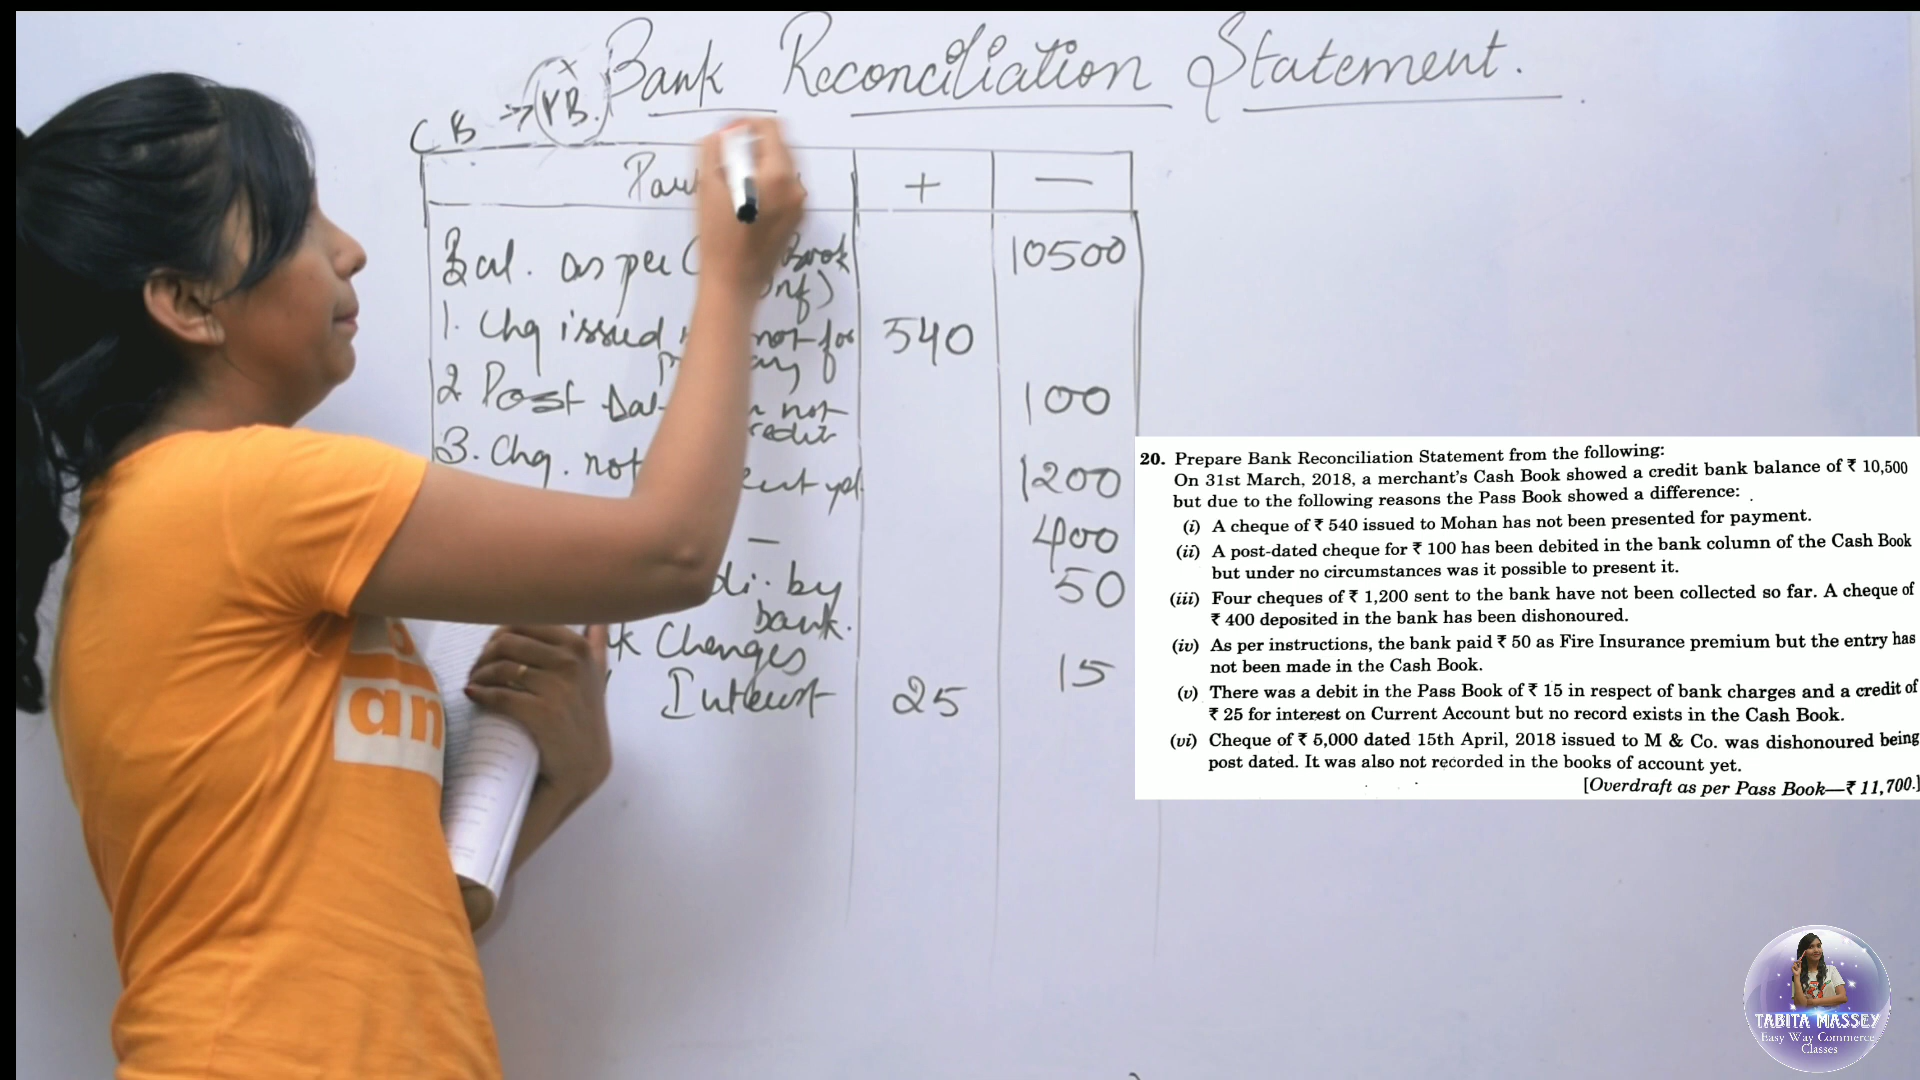 Bank Reconciliation Statement.
CB → PB.
+ —
Bal. as per Book 10500
1. Chq issued not for 540
2 Post 100
3. Chq. not yet 1200
— 400
by 50
bank.
Charges 15
Interest 25
20. Prepare Bank Reconciliation Statement from the following:
On 31st March, 2018, a merchant's Cash Book showed a credit bank balance of ₹ 10,500
but due to the following reasons the Pass Book showed a difference:
(i) A cheque of ₹ 540 issued to Mohan has not been presented for payment.
(ii) A post-dated cheque for ₹ 100 has been debited in the bank column of the Cash Book
but under no circumstances was it possible to present it.
(iii) Four cheques of ₹ 1,200 sent to the bank have not been collected so far. A cheque of
₹ 400 deposited in the bank has been dishonoured.
(iv) As per instructions, the bank paid ₹ 50 as Fire Insurance premium but the entry has
not been made in the Cash Book.
(v) There was a debit in the Pass Book of ₹ 15 in respect of bank charges and a credit of
₹ 25 for interest on Current Account but no record exists in the Cash Book.
(vi) Cheque of ₹ 5,000 dated 15th April, 2018 issued to M & Co. was dishonoured being
post dated. It was also not recorded in the books of account yet.
[Overdraft as per Pass Book—₹ 11,700.]
an
TABITA MASSEY
Easy Way Commerce
Classes